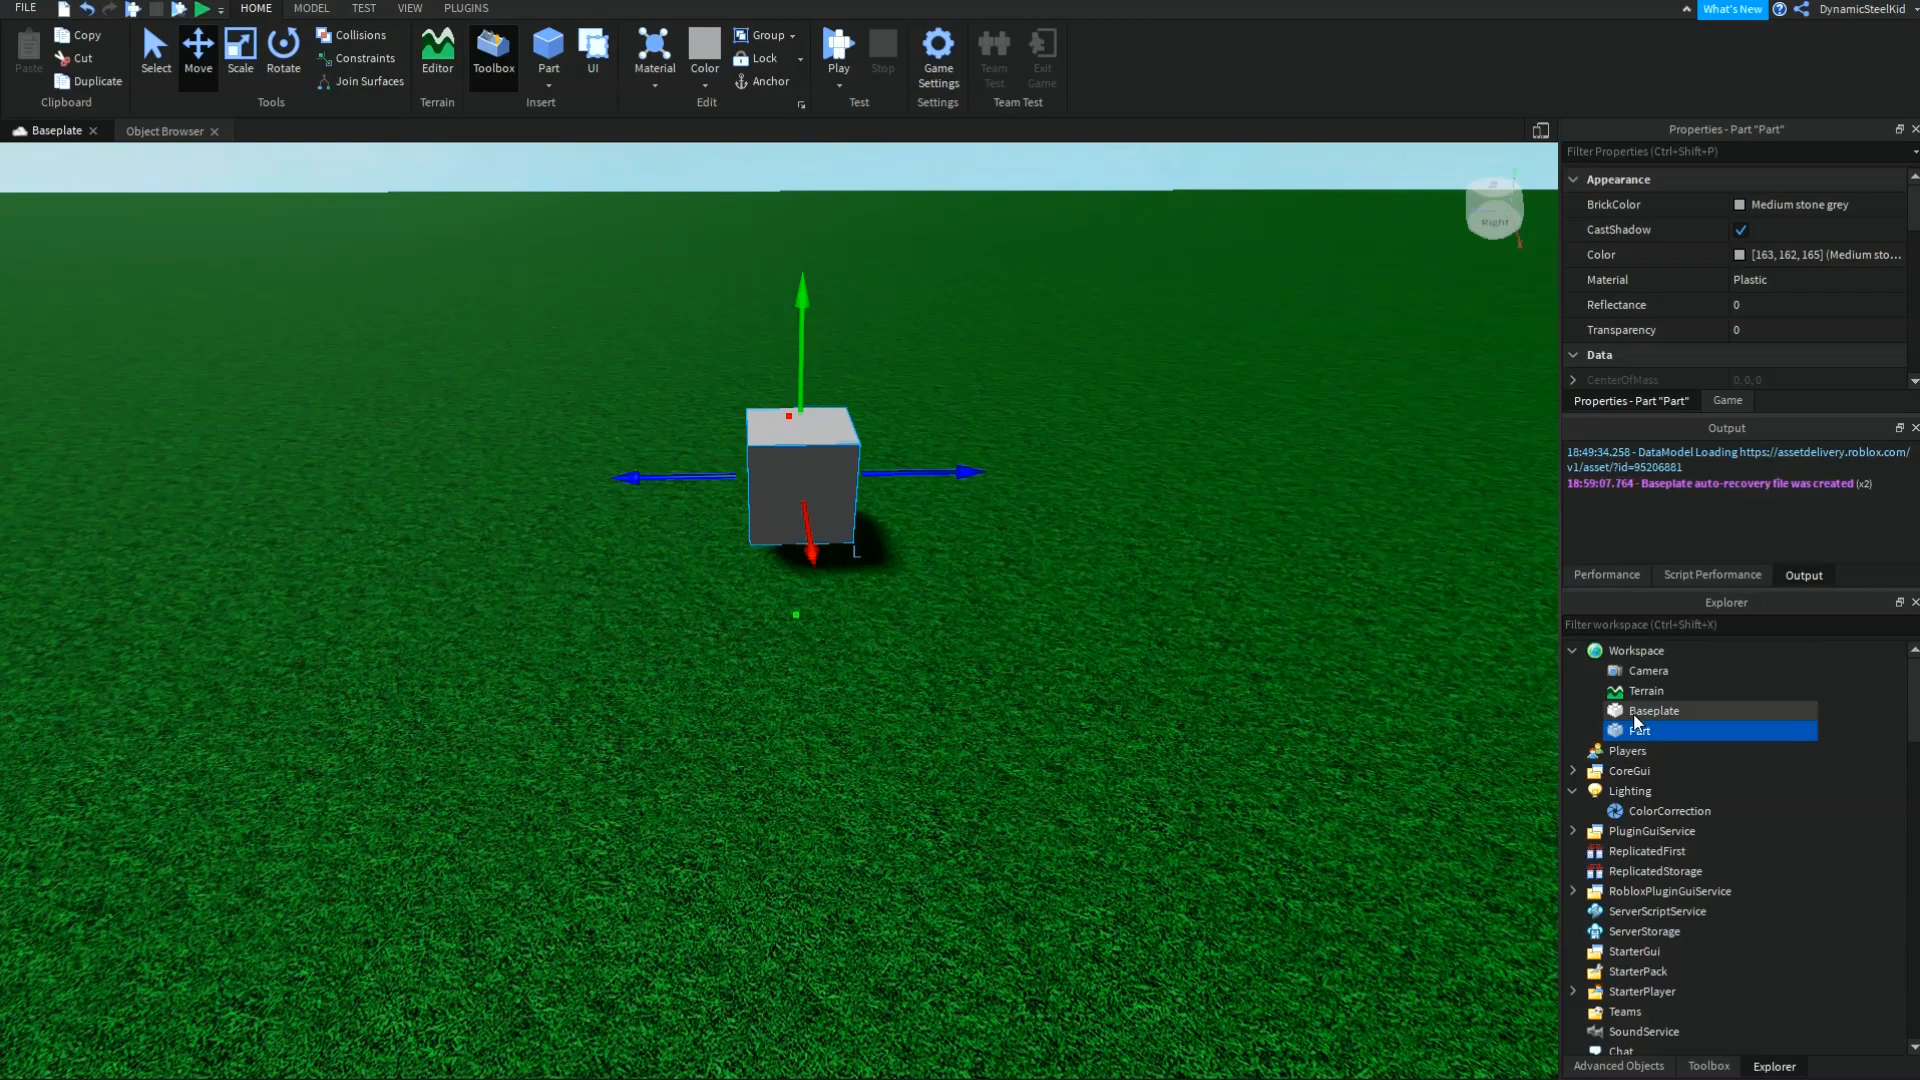 FILE HOME MODEL TEST VIEW PLUGINS What's New DynamicSteelKid
Paste Copy Cut Duplicate Clipboard
Select Move Scale Rotate Collisions Constraints Join Surfaces Tools
Editor Terrain
Toolbox Part UI Insert
Material Color Group Lock Anchor Edit
Play Stop Test
Game Settings Settings
Team Test Exit Game Team Test
Baseplate Object Browser
Right
Properties - Part "Part"
Filter Properties (Ctrl+Shift+P)
Appearance
BrickColor Medium stone grey
CastShadow
Color [163, 162, 165] (Medium sto...
Material Plastic
Reflectance 0
Transparency 0
Data
CenterOfMass 0, 0, 0
Properties - Part "Part" Game
Output
18:49:34.258 - DataModel Loading https://assetdelivery.roblox.com/
v1/asset/?id=95206881
18:59:07.764 - Baseplate auto-recovery file was created (x2)
Performance Script Performance Output
Explorer
Filter workspace (Ctrl+Shift+X)
Workspace
Camera
Terrain
Baseplate
Part
Players
CoreGui
Lighting
ColorCorrection
PluginGuiService
ReplicatedFirst
ReplicatedStorage
RobloxPluginGuiService
ServerScriptService
ServerStorage
StarterGui
StarterPack
StarterPlayer
Teams
SoundService
Chat
Advanced Objects Toolbox Explorer